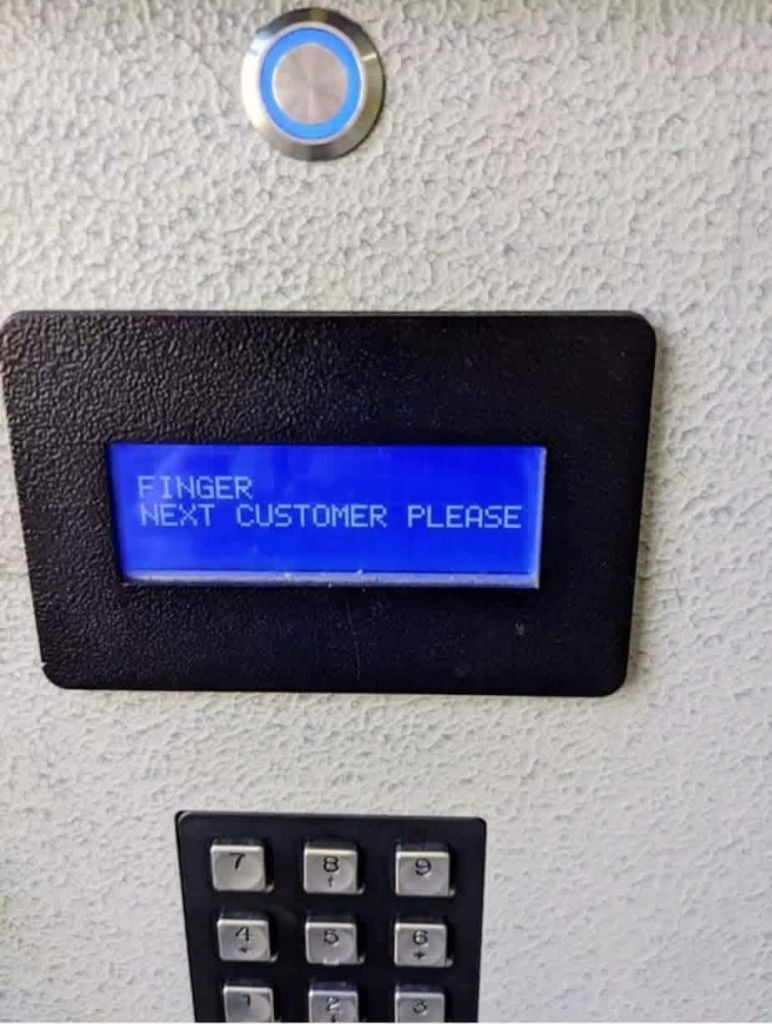 FINGER
NEXT CUSTOMER PLEASE
7 8 9
4 5 6
1 2 3